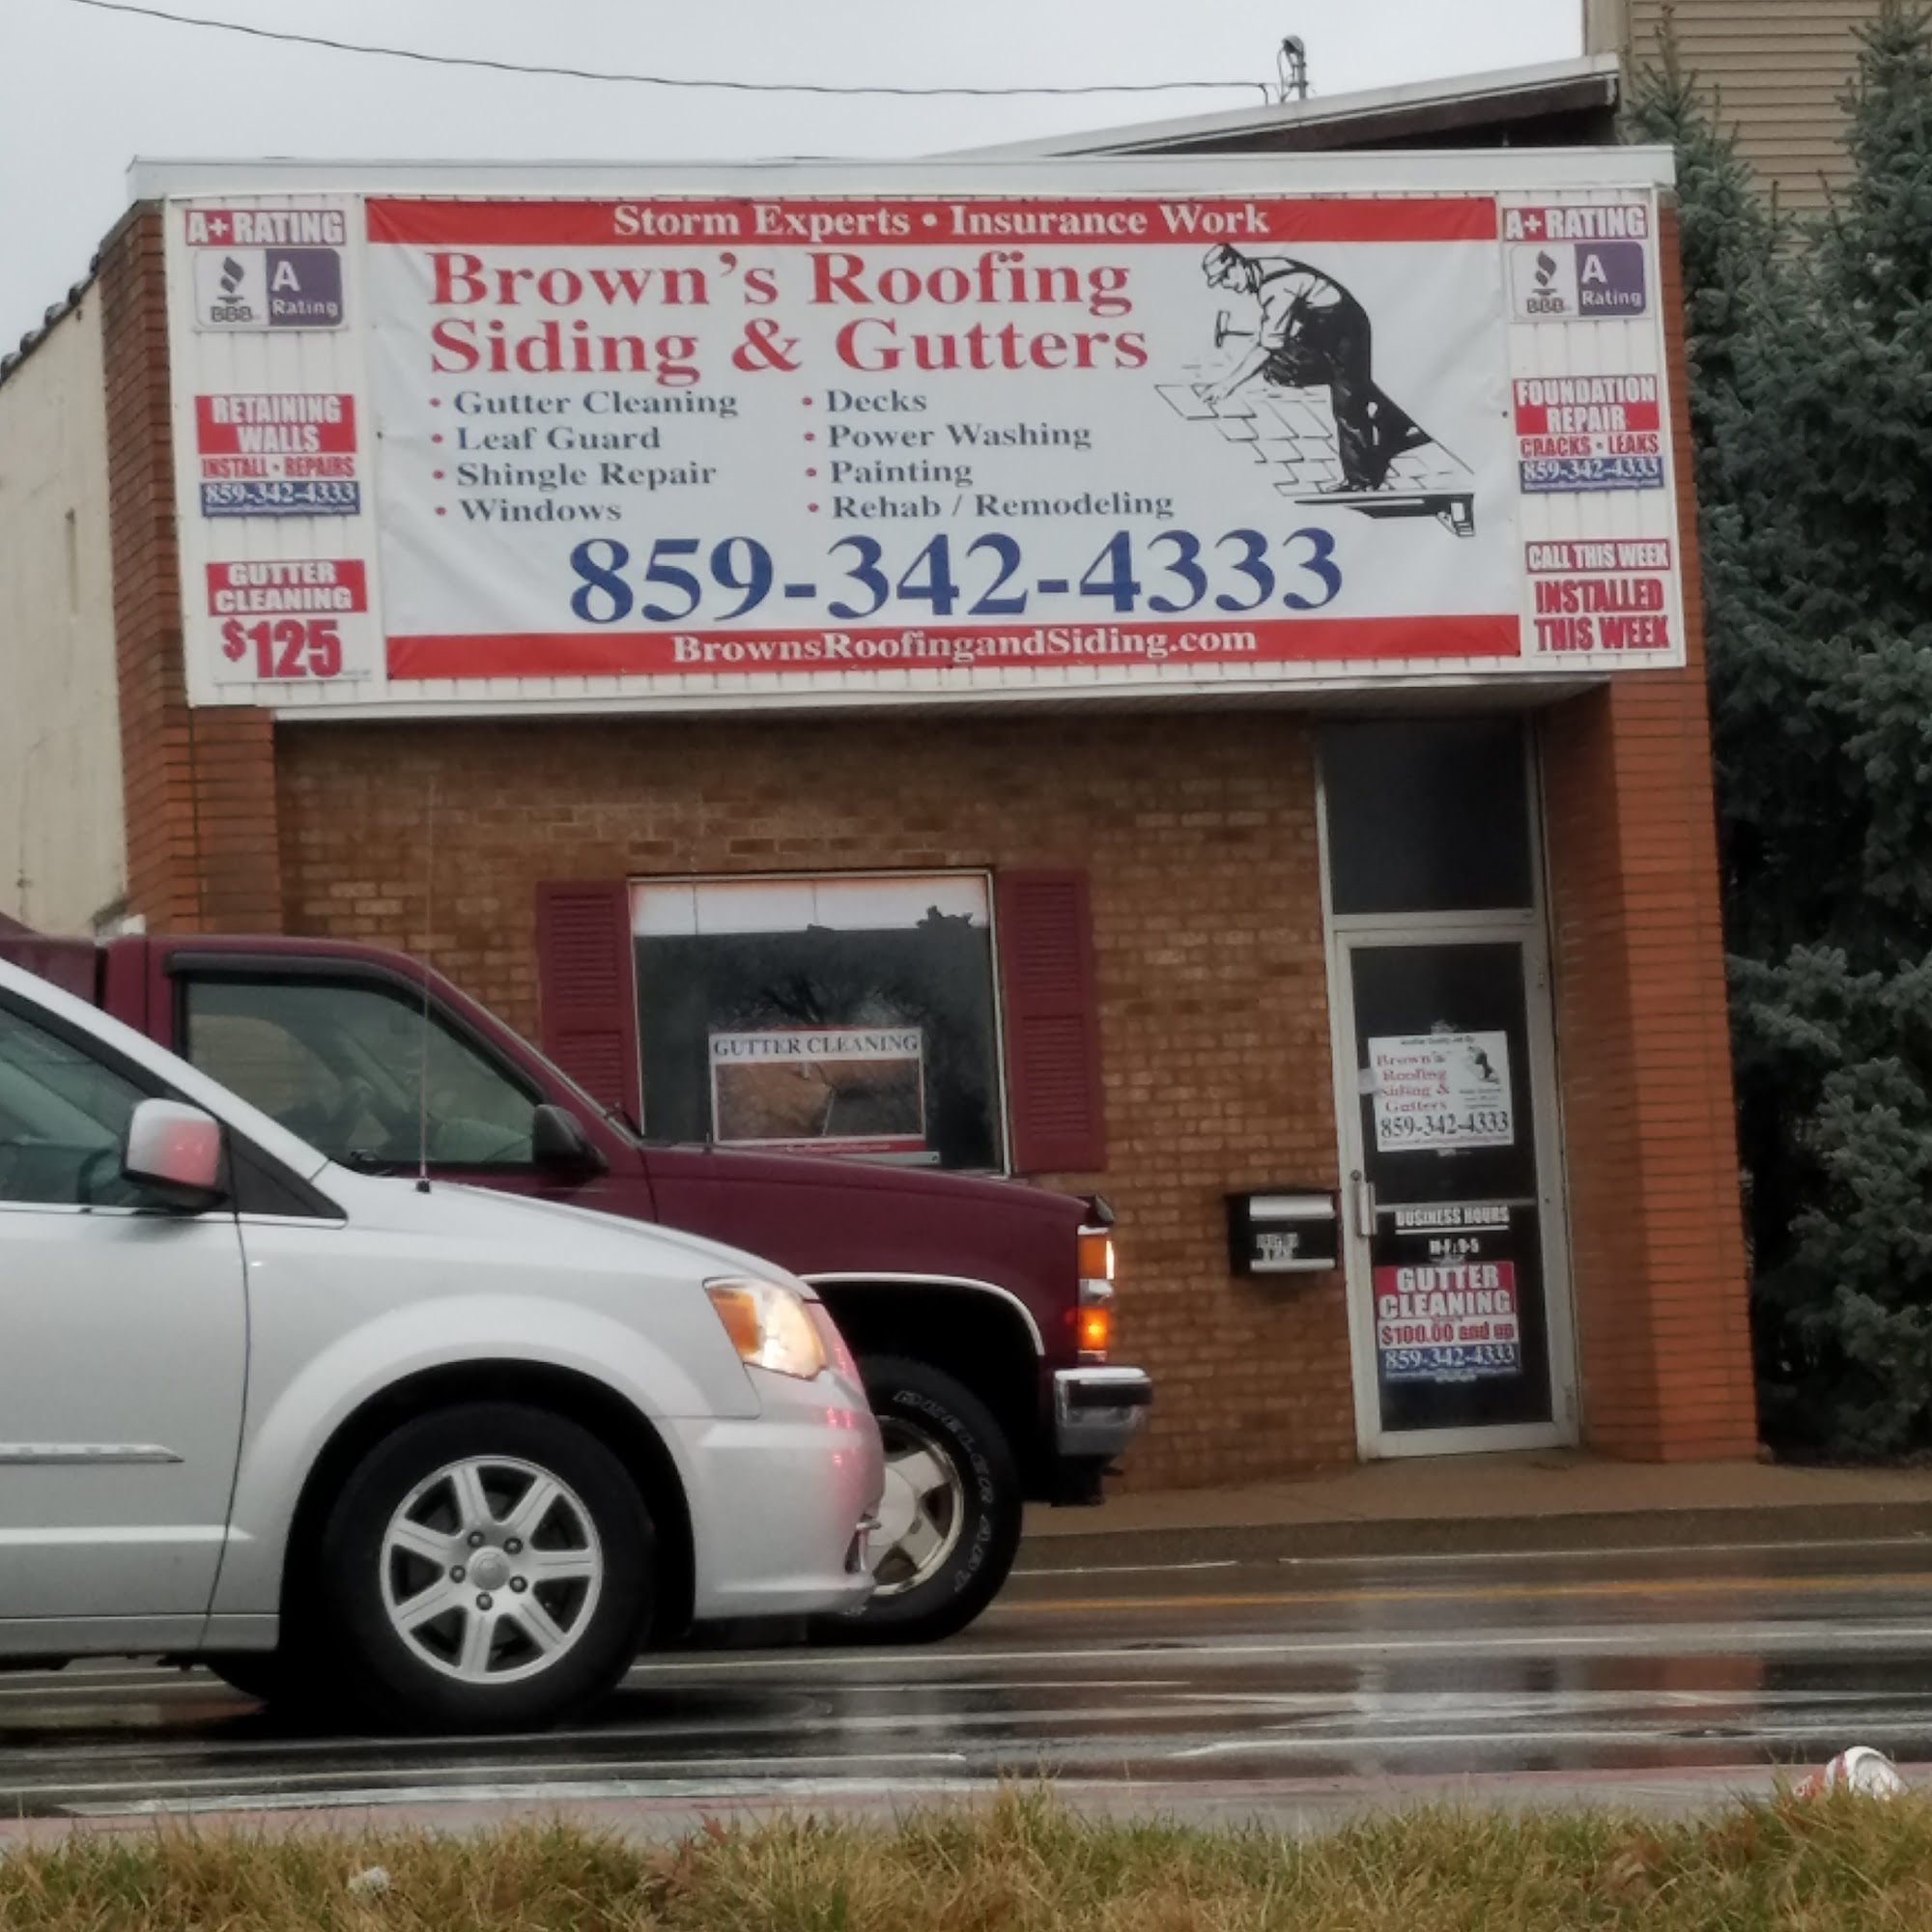 Storm Experts • Insurance Work
A+ RATING
BBB
A
Rating
RETAINING
WALLS
INSTALL • REPAIRS
859-342-4333
GUTTER
CLEANING
$125
Brown's Roofing
Siding & Gutters
• Gutter Cleaning
• Leaf Guard
• Shingle Repair
• Windows
• Decks
• Power Washing
• Painting
• Rehab / Remodeling
859-342-4333
BrownsRoofingandSiding.com
A+ RATING
BBB
A
Rating
FOUNDATION
REPAIR
CRACKS • LEAKS
859-342-4333
CALL THIS WEEK
INSTALLED
THIS WEEK
GUTTER CLEANING
Brown's
Roofing
Siding &
Gutters
859-342-4333
BUSINESS HOURS
M-F: 9-5
GUTTER
CLEANING
$100.00 and up
859-342-4333